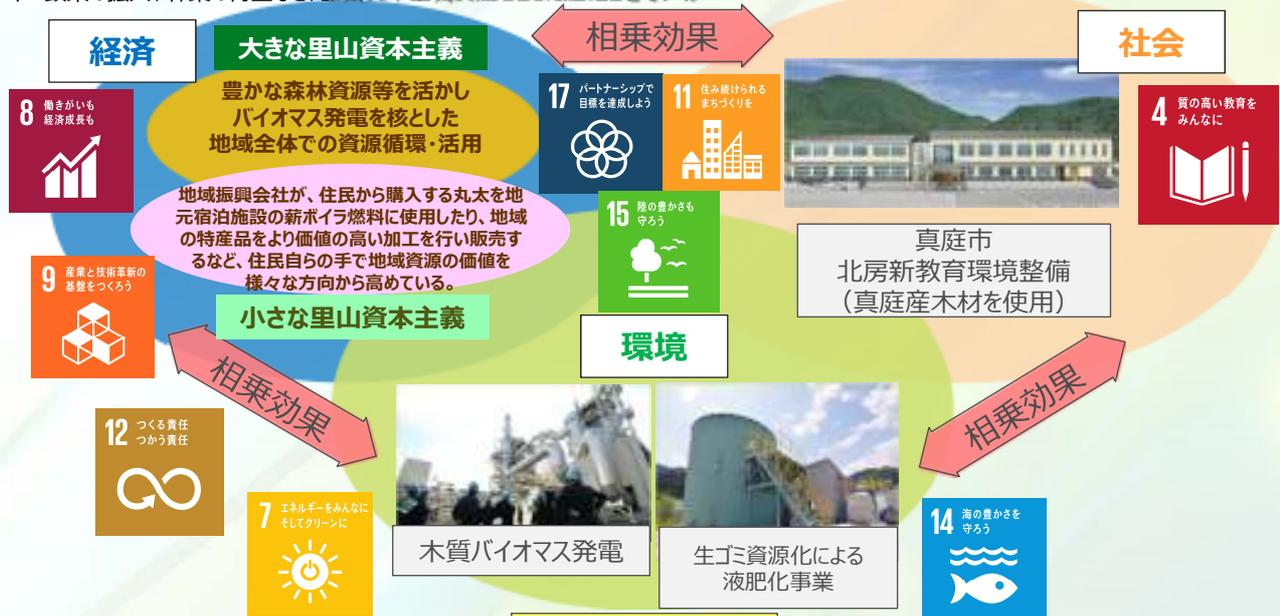 経済
大きな里山資本主義
相乗効果
社会
豊かな森林資源等を活かし
バイオマス発電を核とした
地域全体での資源循環・活用
8 働きがいも
経済成長も
17 パートナーシップで
目標を達成しよう
11 住み続けられる
まちづくりを
4 質の高い教育を
みんなに
地域振興会社が、住民から購入する丸太を地
元宿泊施設の薪ボイラ燃料に使用したり、地域
の特産品をより価値の高い加工を行い販売す
るなど、住民自らの手で地域資源の価値を
様々な方向から高めている。
15 陸の豊かさも
守ろう
真庭市
北房新教育環境整備
（真庭産木材を使用）
9 産業と技術革新の
基盤をつくろう
小さな里山資本主義
環境
相乗効果
相乗効果
12 つくる責任
つかう責任
7 エネルギーをみんなに
そしてクリーンに
木質バイオマス発電
生ゴミ資源化による
液肥化事業
14 海の豊かさを
守ろう